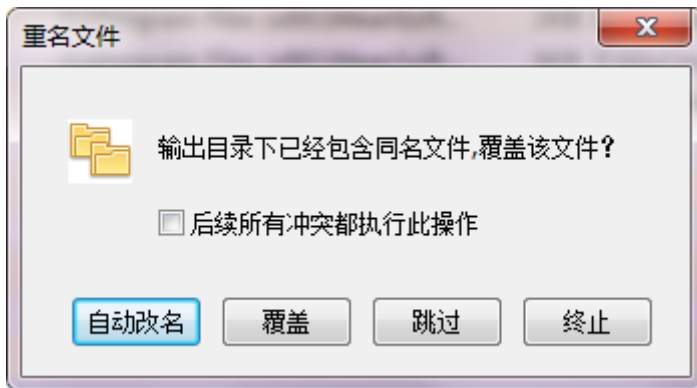 重名文件
输出目录下已经包含同名文件,覆盖该文件?
后续所有冲突都执行此操作
自动改名 覆盖 跳过 终止